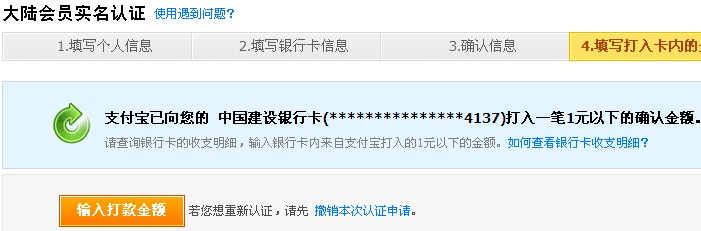 大陆会员实名认证 使用遇到问题?
1.填写个人信息 2.填写银行卡信息 3.确认信息 4.填写打入卡内的
支付宝已向您的 中国建设银行卡(***************4137)打入一笔1元以下的确认金额。
请查询银行卡的收支明细，输入银行卡内来自支付宝打入的1元以下的金额。如何查看银行卡收支明细?
输入打款金额 若您想重新认证，请先 撤销本次认证申请。